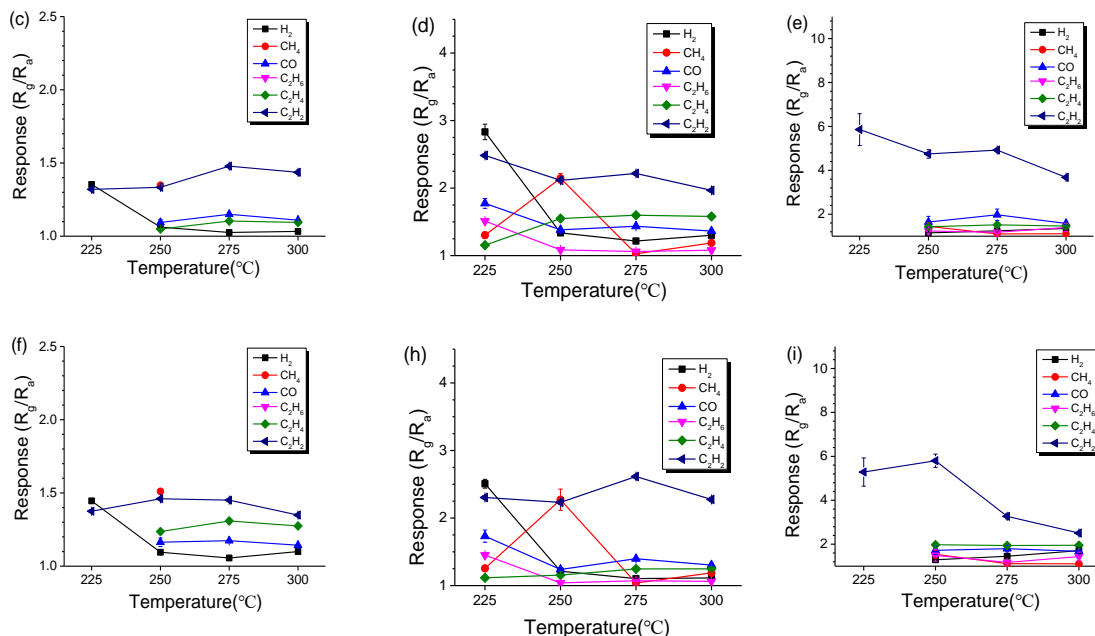 (c)
2.5
2.0
1.5
1.0
Response (Rg/Ra)
H2
CH4
CO
C2H6
C2H4
C2H2
225 250 275 300
Temperature(℃)
(d)
4
3
2
1
Response (Rg/Ra)
H2
CH4
CO
C2H6
C2H4
C2H2
225 250 275 300
Temperature(℃)
(e)
10
8
6
4
2
Response (Rg/Ra)
H2
CH4
CO
C2H6
C2H4
C2H2
225 250 275 300
Temperature(℃)
(f)
2.5
2.0
1.5
1.0
Response (Rg/Ra)
H2
CH4
CO
C2H6
C2H4
C2H2
225 250 275 300
Temperature(℃)
(h)
4
3
2
1
Response (Rg/Ra)
H2
CH4
CO
C2H6
C2H4
C2H2
225 250 275 300
Temperature(℃)
(i)
10
8
6
4
2
Response (Rg/Ra)
H2
CH4
CO
C2H6
C2H4
C2H2
225 250 275 300
Temperature(℃)